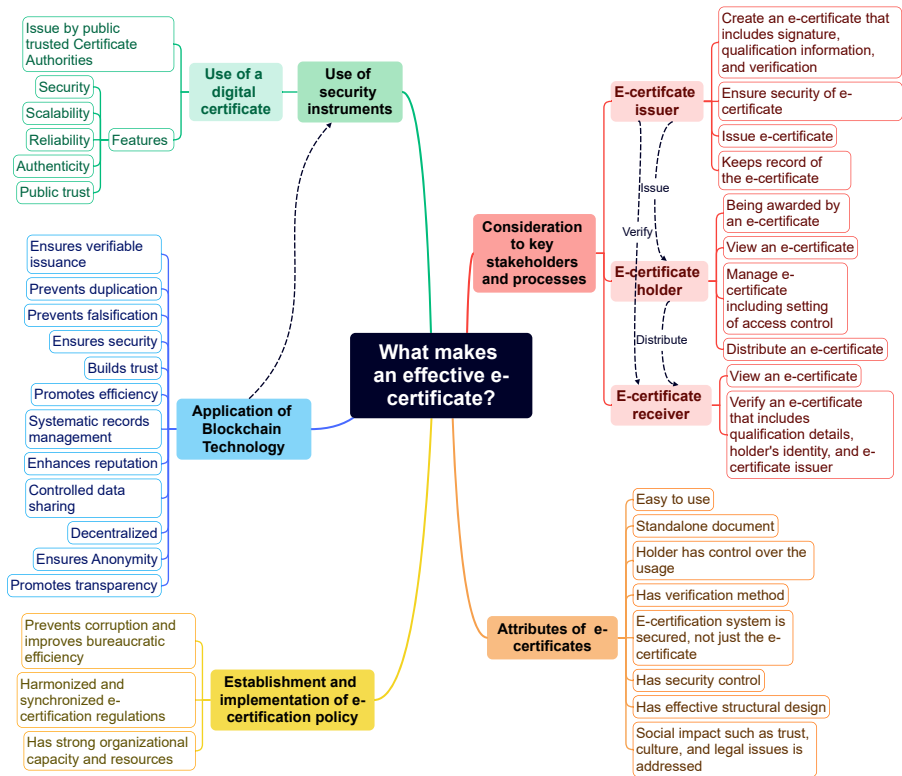 What makes
an effective e-
certificate?
Use of
security
instruments
Use of a
digital
certificate
Issue by public
trusted Certificate
Authorities
Features
Security
Scalability
Reliability
Authenticity
Public trust
Application of
Blockchain
Technology
Ensures verifiable
issuance
Prevents duplication
Prevents falsification
Ensures security
Builds trust
Promotes efficiency
Systematic records
management
Enhances reputation
Controlled data
sharing
Decentralized
Ensures Anonymity
Promotes transparency
Establishment and
implementation of e-
certification policy
Prevents corruption and
improves bureaucratic
efficiency
Harmonized and
synchronized e-
certification regulations
Has strong organizational
capacity and resources
Consideration
to key
stakeholders
and processes
E-certifcate
issuer
Create an e-certificate that
includes signature,
qualification information,
and verification
Ensure security of e-
certificate
Issue e-certificate
Keeps record of
the e-certificate
Issue
Verify
E-certificate
holder
Being awarded by
an e-certificate
View an e-certificate
Manage e-
certificate
including setting
of access control
Distribute an e-certificate
Distribute
E-certificate
receiver
View an e-certificate
Verify an e-certificate
that includes
qualification details,
holder's identity, and e-
certificate issuer
Attributes of e-
certificates
Easy to use
Standalone document
Holder has control over the
usage
Has verification method
E-certification system is
secured, not just the e-
certificate
Has security control
Has effective structural design
Social impact such as trust,
culture, and legal issues is
addressed